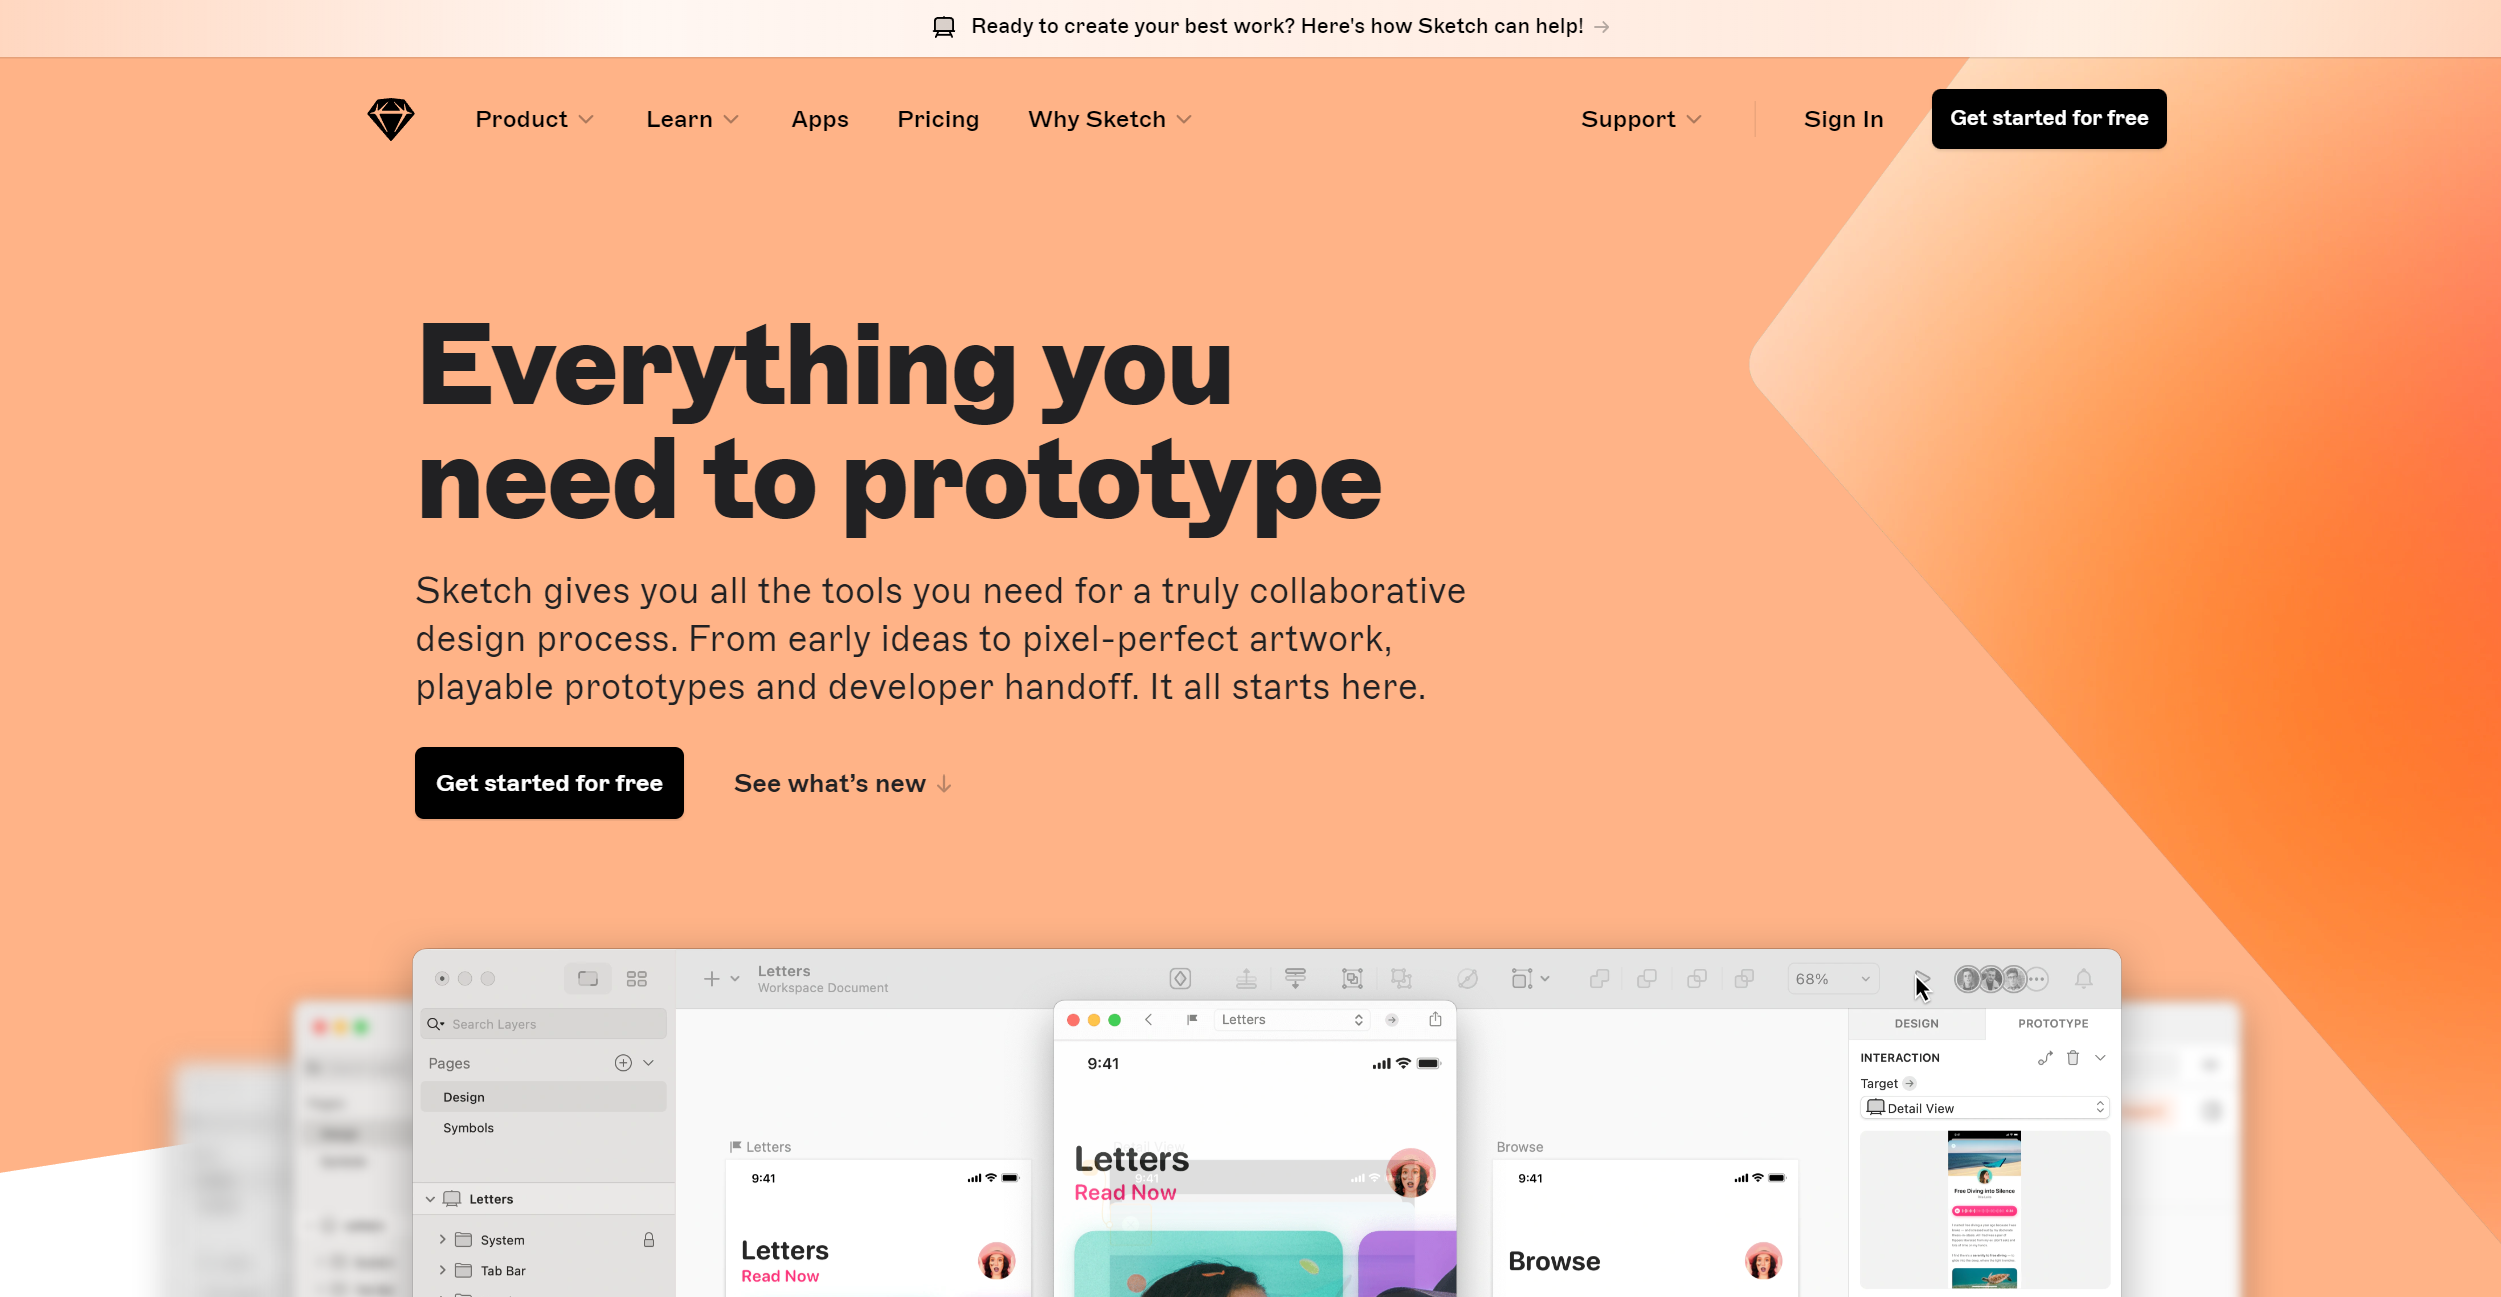 Ready to create your best work? Here's how Sketch can help! →
Product
Learn
Apps
Pricing
Why Sketch
Support
Sign In
Get started for free
Everything you
need to prototype
Sketch gives you all the tools you need for a truly collaborative
design process. From early ideas to pixel-perfect artwork,
playable prototypes and developer handoff. It all starts here.
Get started for free
See what’s new ↓
Letters
Workspace Document
68%
Search Layers
Pages
Design
Symbols
Letters
System
Tab Bar
Letters
9:41
Letters
Read Now
Letters
9:41
Letters
Read Now
Detail View
9:41
Browse
9:41
Browse
DESIGN
PROTOTYPE
INTERACTION
Target
Detail View
Free Diving into Silence